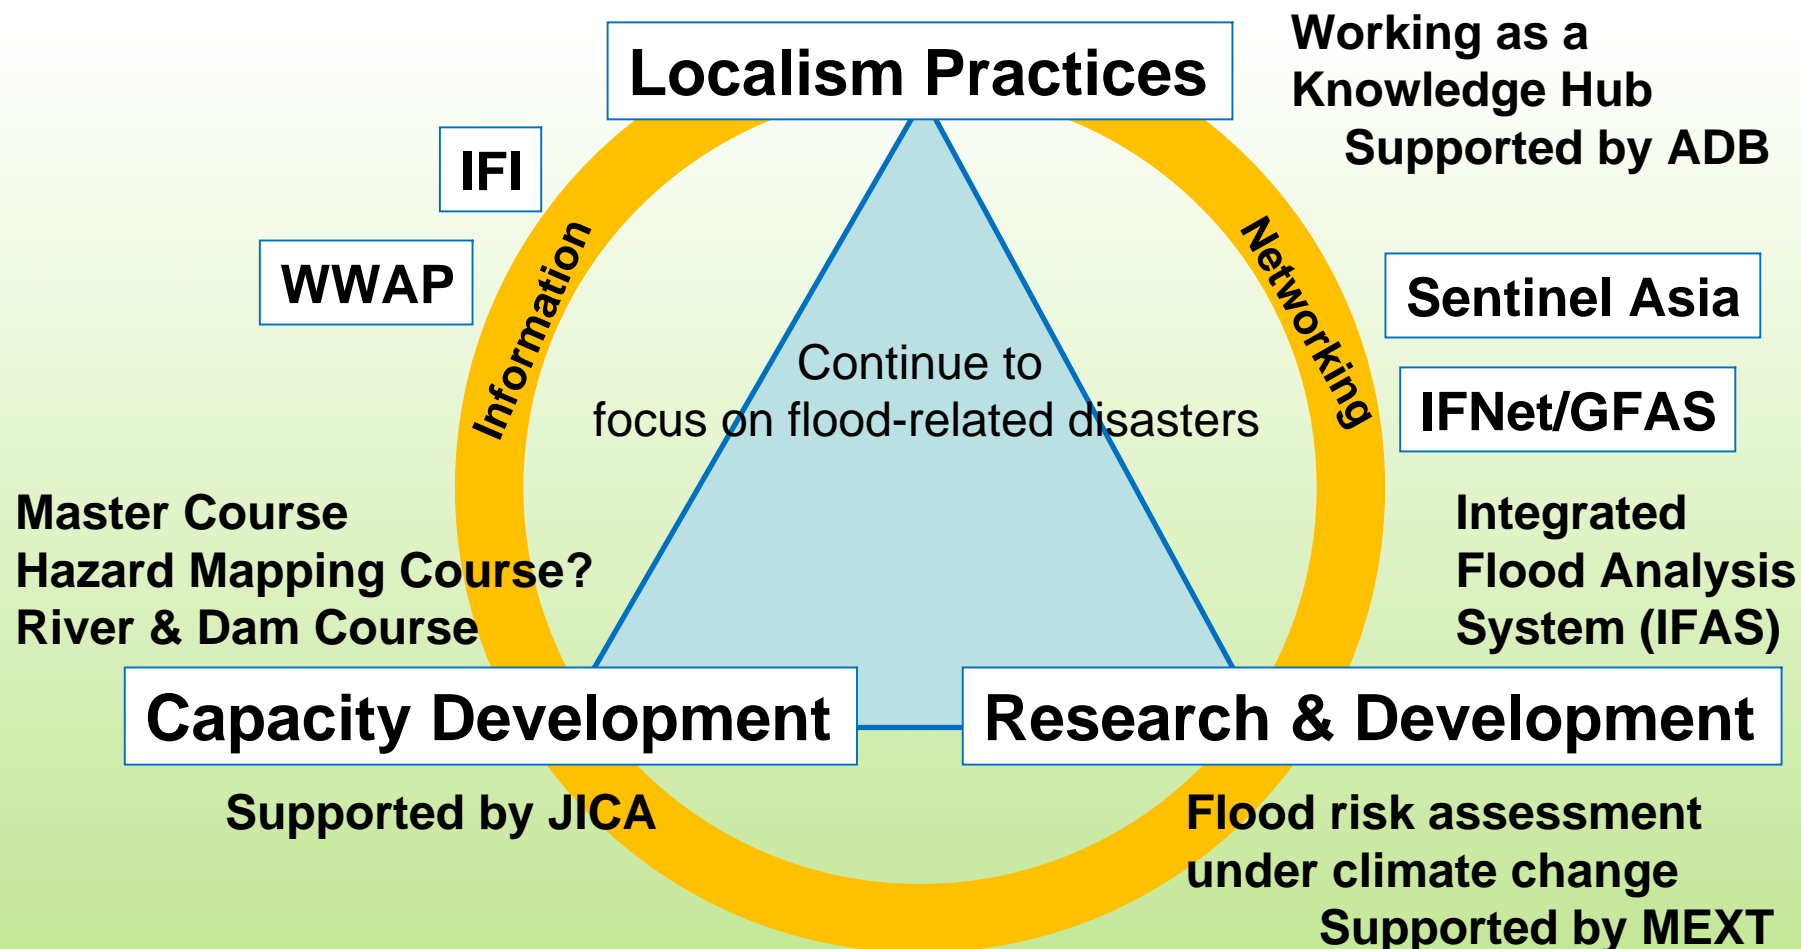 Localism Practices
Working as a
Knowledge Hub
Supported by ADB
IFI
WWAP
Information
Networking
Sentinel Asia
IFNet/GFAS
Continue to
focus on flood-related disasters
Master Course
Hazard Mapping Course?
River & Dam Course
Integrated
Flood Analysis
System (IFAS)
Capacity Development
Research & Development
Supported by JICA
Flood risk assessment
under climate change
Supported by MEXT